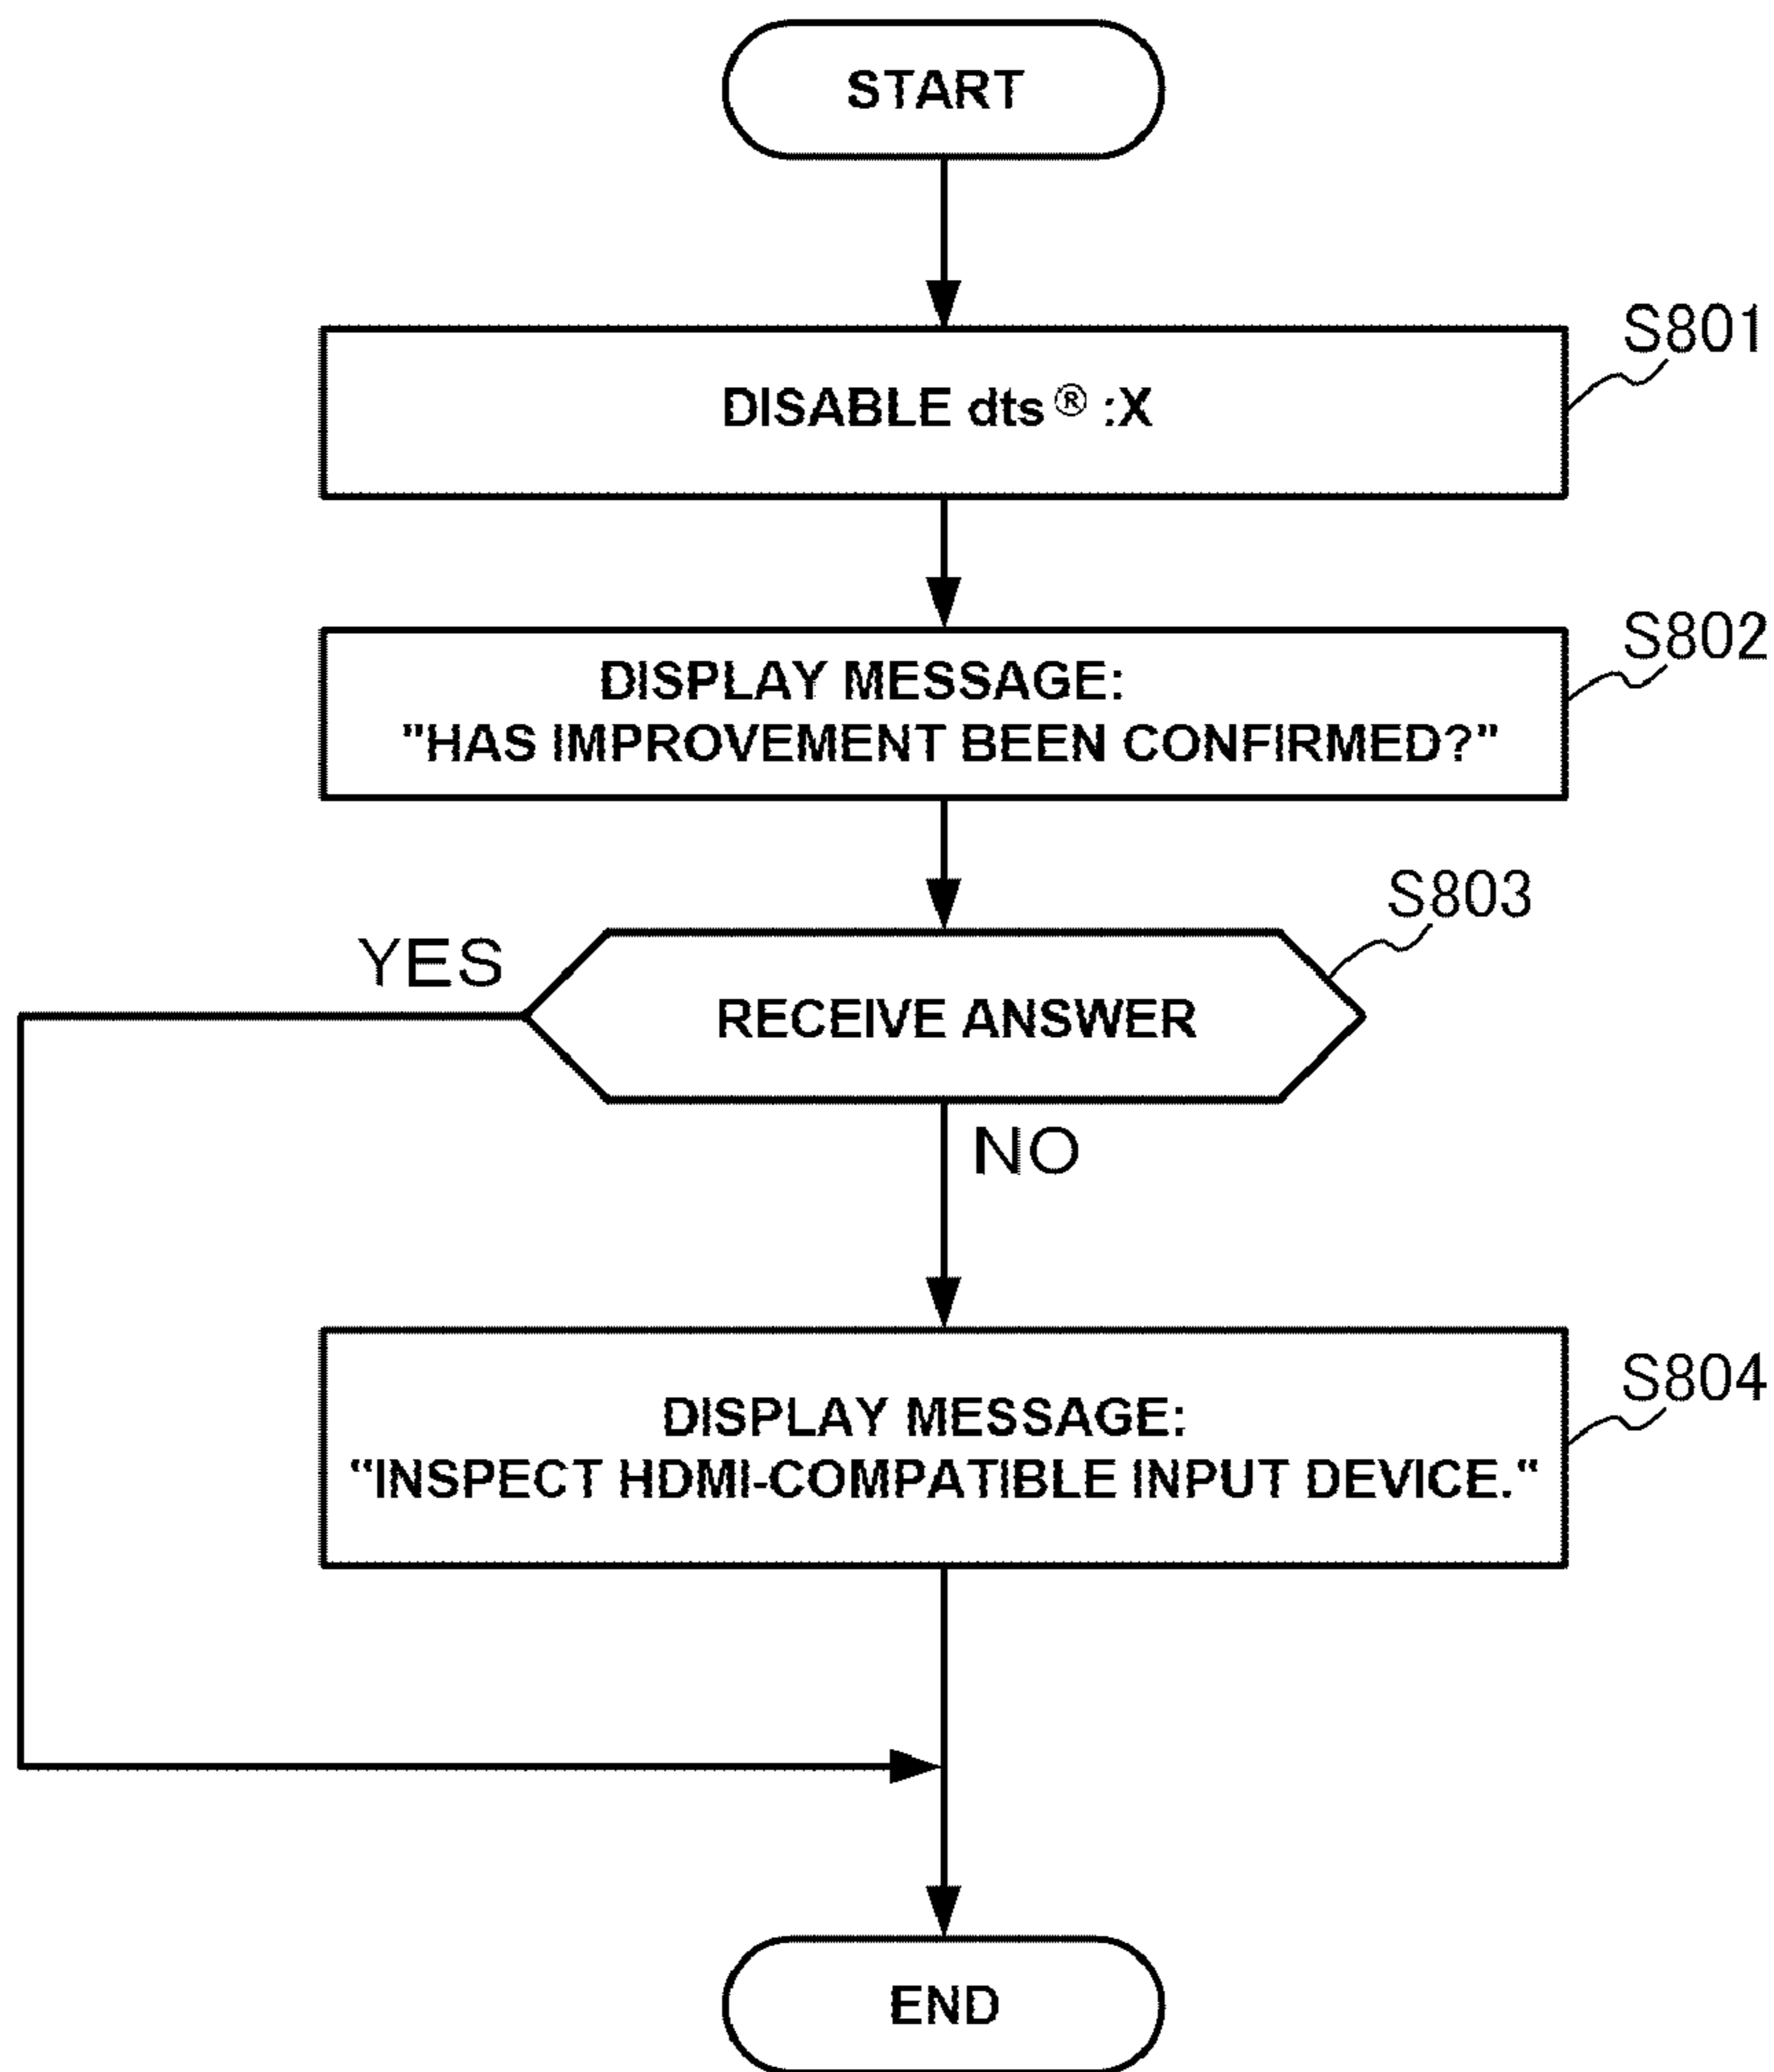 START
S801
DISABLE dts® :X
S802
DISPLAY MESSAGE:
"HAS IMPROVEMENT BEEN CONFIRMED?"
S803
YES
RECEIVE ANSWER
NO
S804
DISPLAY MESSAGE:
“INSPECT HDMI-COMPATIBLE INPUT DEVICE.“
END